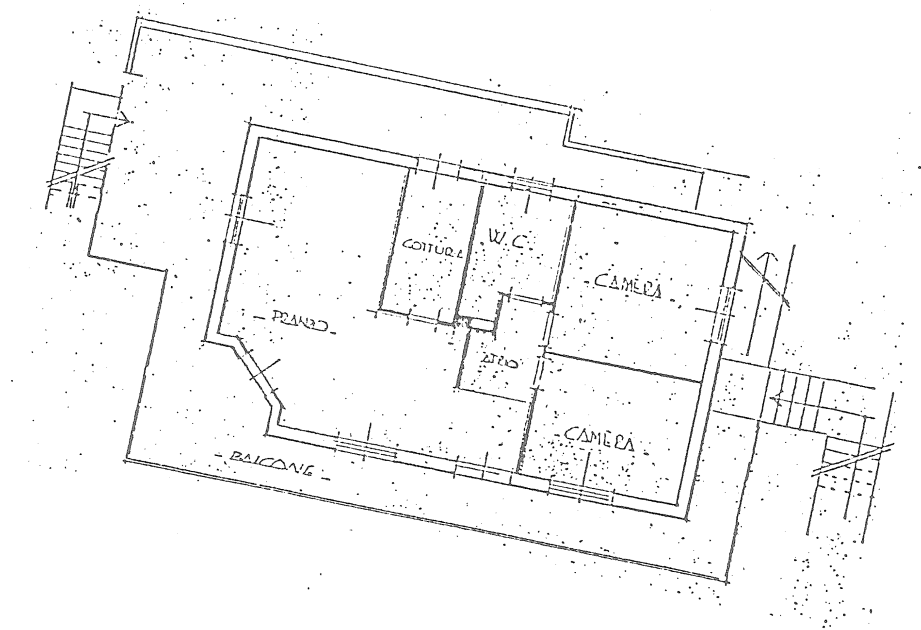 W.C.
COTTURA
- CAMERA -
- PRANZO -
ATRIO
- CAMERA -
- BALCONE -